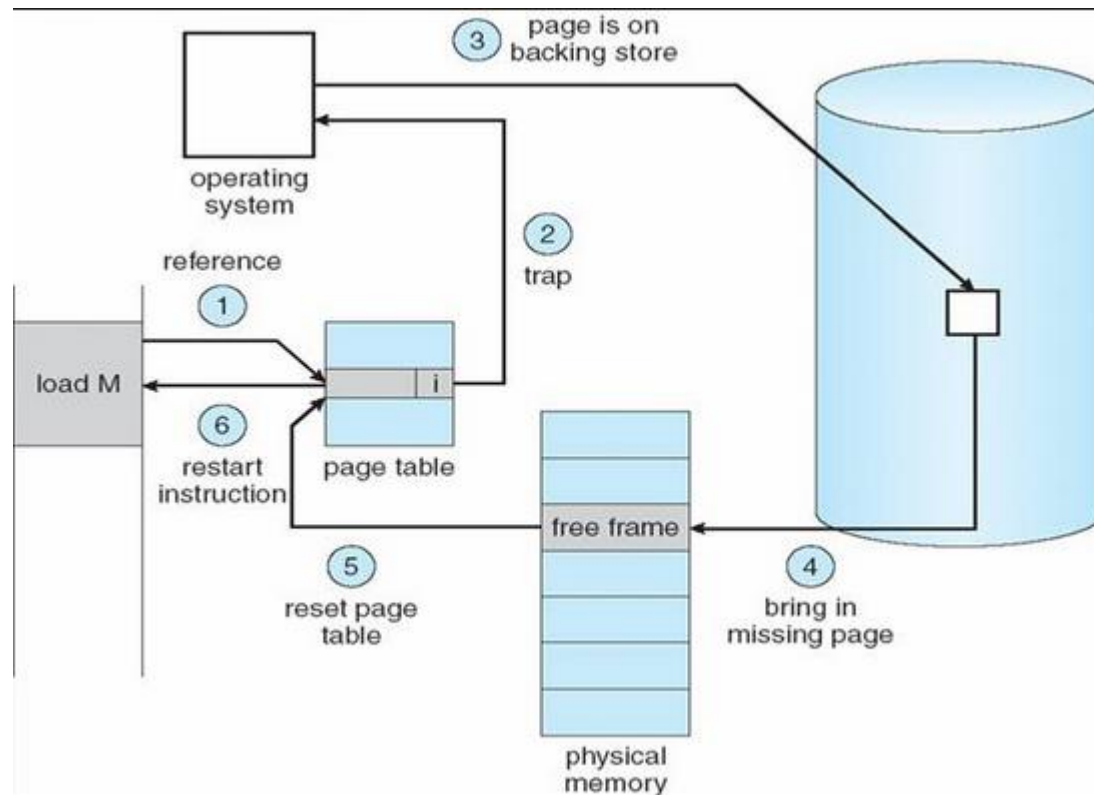 3
page is on
backing store
operating
system
2
trap
reference
1
load M
i
6
restart
instruction
page table
free frame
5
reset page
table
4
bring in
missing page
physical
memory